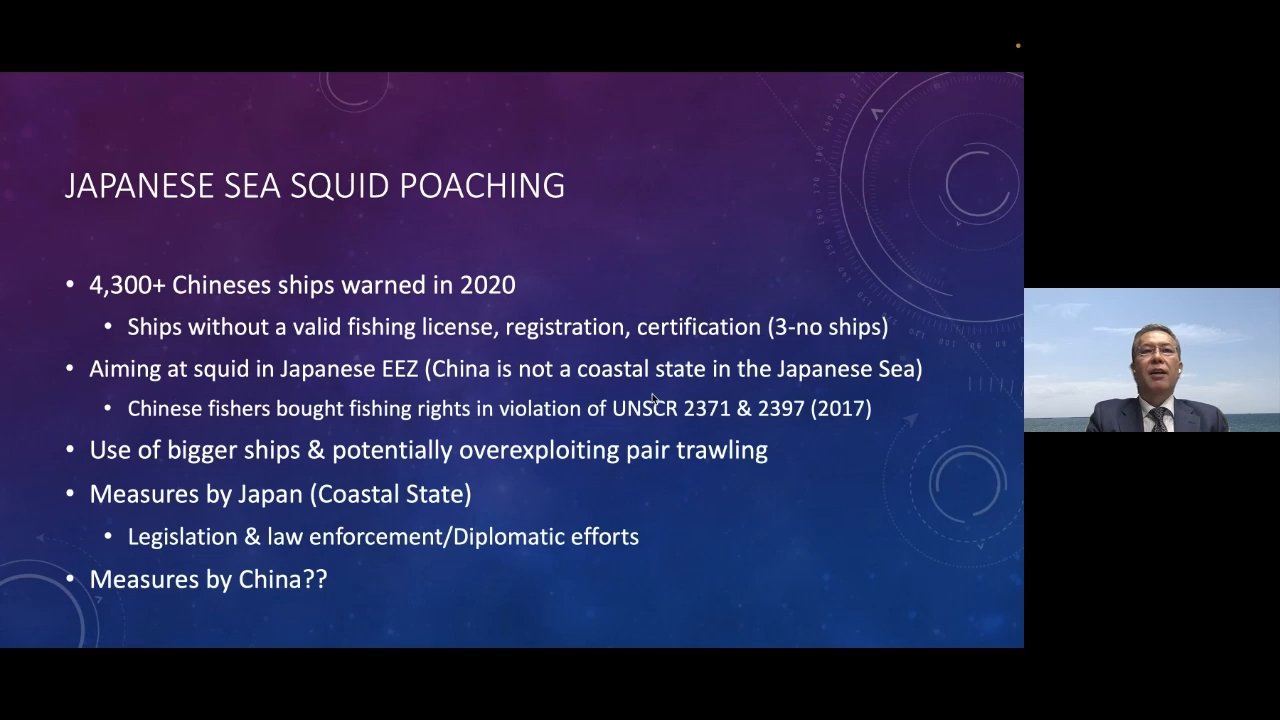 JAPANESE SEA SQUID POACHING
• 4,300+ Chineses ships warned in 2020
• Ships without a valid fishing license, registration, certification (3-no ships)
• Aiming at squid in Japanese EEZ (China is not a coastal state in the Japanese Sea)
• Chinese fishers bought fishing rights in violation of UNSCR 2371 & 2397 (2017)
• Use of bigger ships & potentially overexploiting pair trawling
• Measures by Japan (Coastal State)
• Legislation & law enforcement/Diplomatic efforts
• Measures by China??